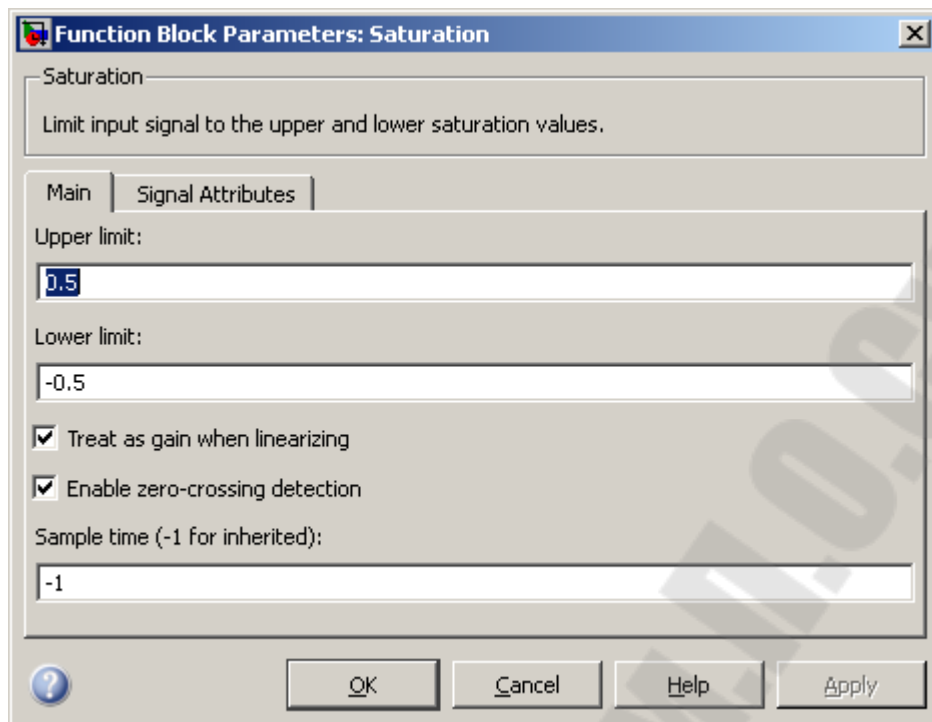 Function Block Parameters: Saturation
Saturation
Limit input signal to the upper and lower saturation values.
Main
Signal Attributes
Upper limit:
0.5
Lower limit:
-0.5
Treat as gain when linearizing
Enable zero-crossing detection
Sample time (-1 for inherited):
-1
OK
Cancel
Help
Apply